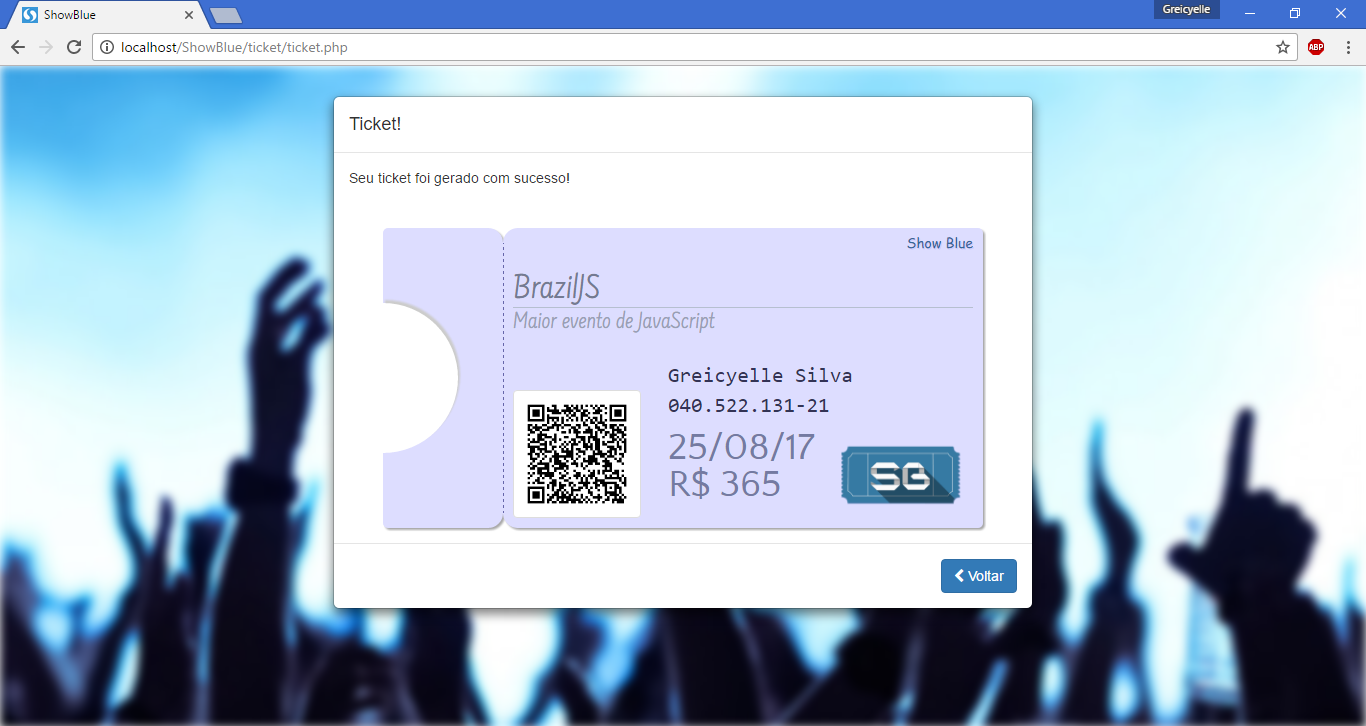 ShowBlue
Greicyelle
localhost/ShowBlue/ticket/ticket.php
ABP
Ticket!
Seu ticket foi gerado com sucesso!
Show Blue
BrazilJS
Maior evento de JavaScript
Greicyelle Silva
040.522.131-21
25/08/17
R$ 365
SB
Voltar